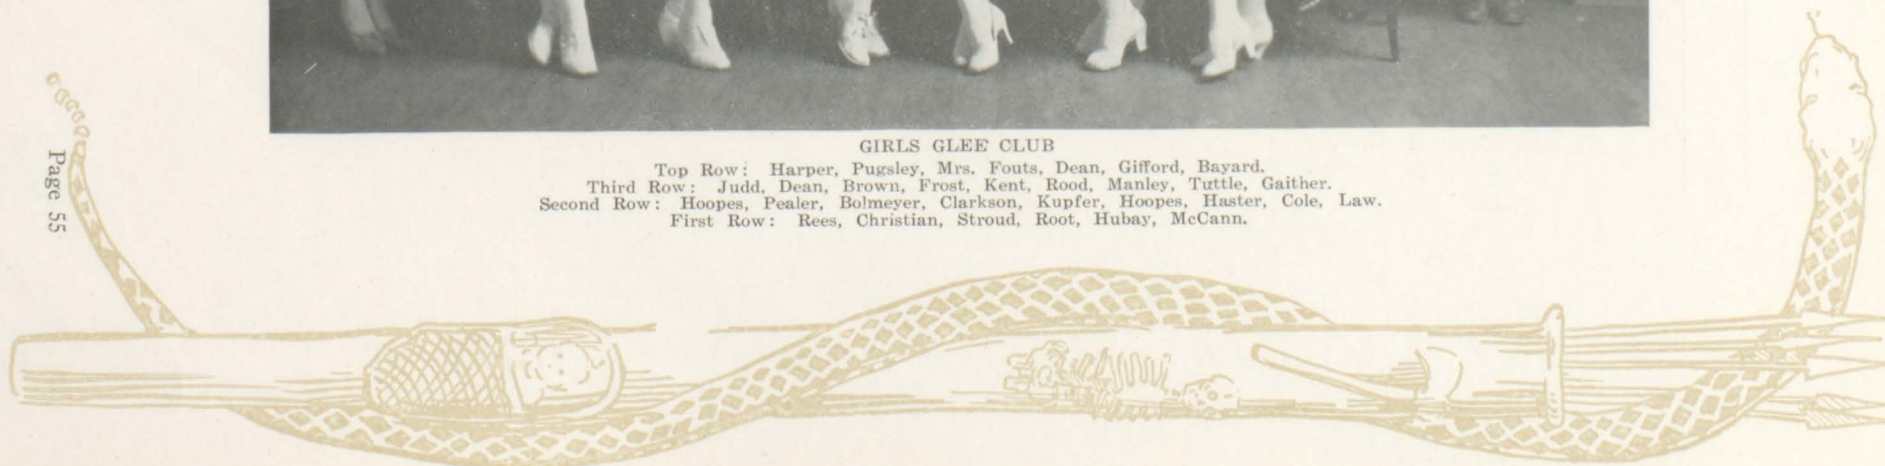 GIRLS GLEE CLUB
Top Row: Harper, Pugsley, Mrs. Fouts, Dean, Gifford, Bayard.
Third Row: Judd, Dean, Brown, Frost, Kent, Rood, Manley, Tuttle, Gaither.
Second Row: Hoopes, Pealer, Bolmeyer, Clarkson, Kupfer, Hoopes, Haster, Cole, Law.
First Row: Rees, Christian, Stroud, Root, Hubay, McCann.
Page 55